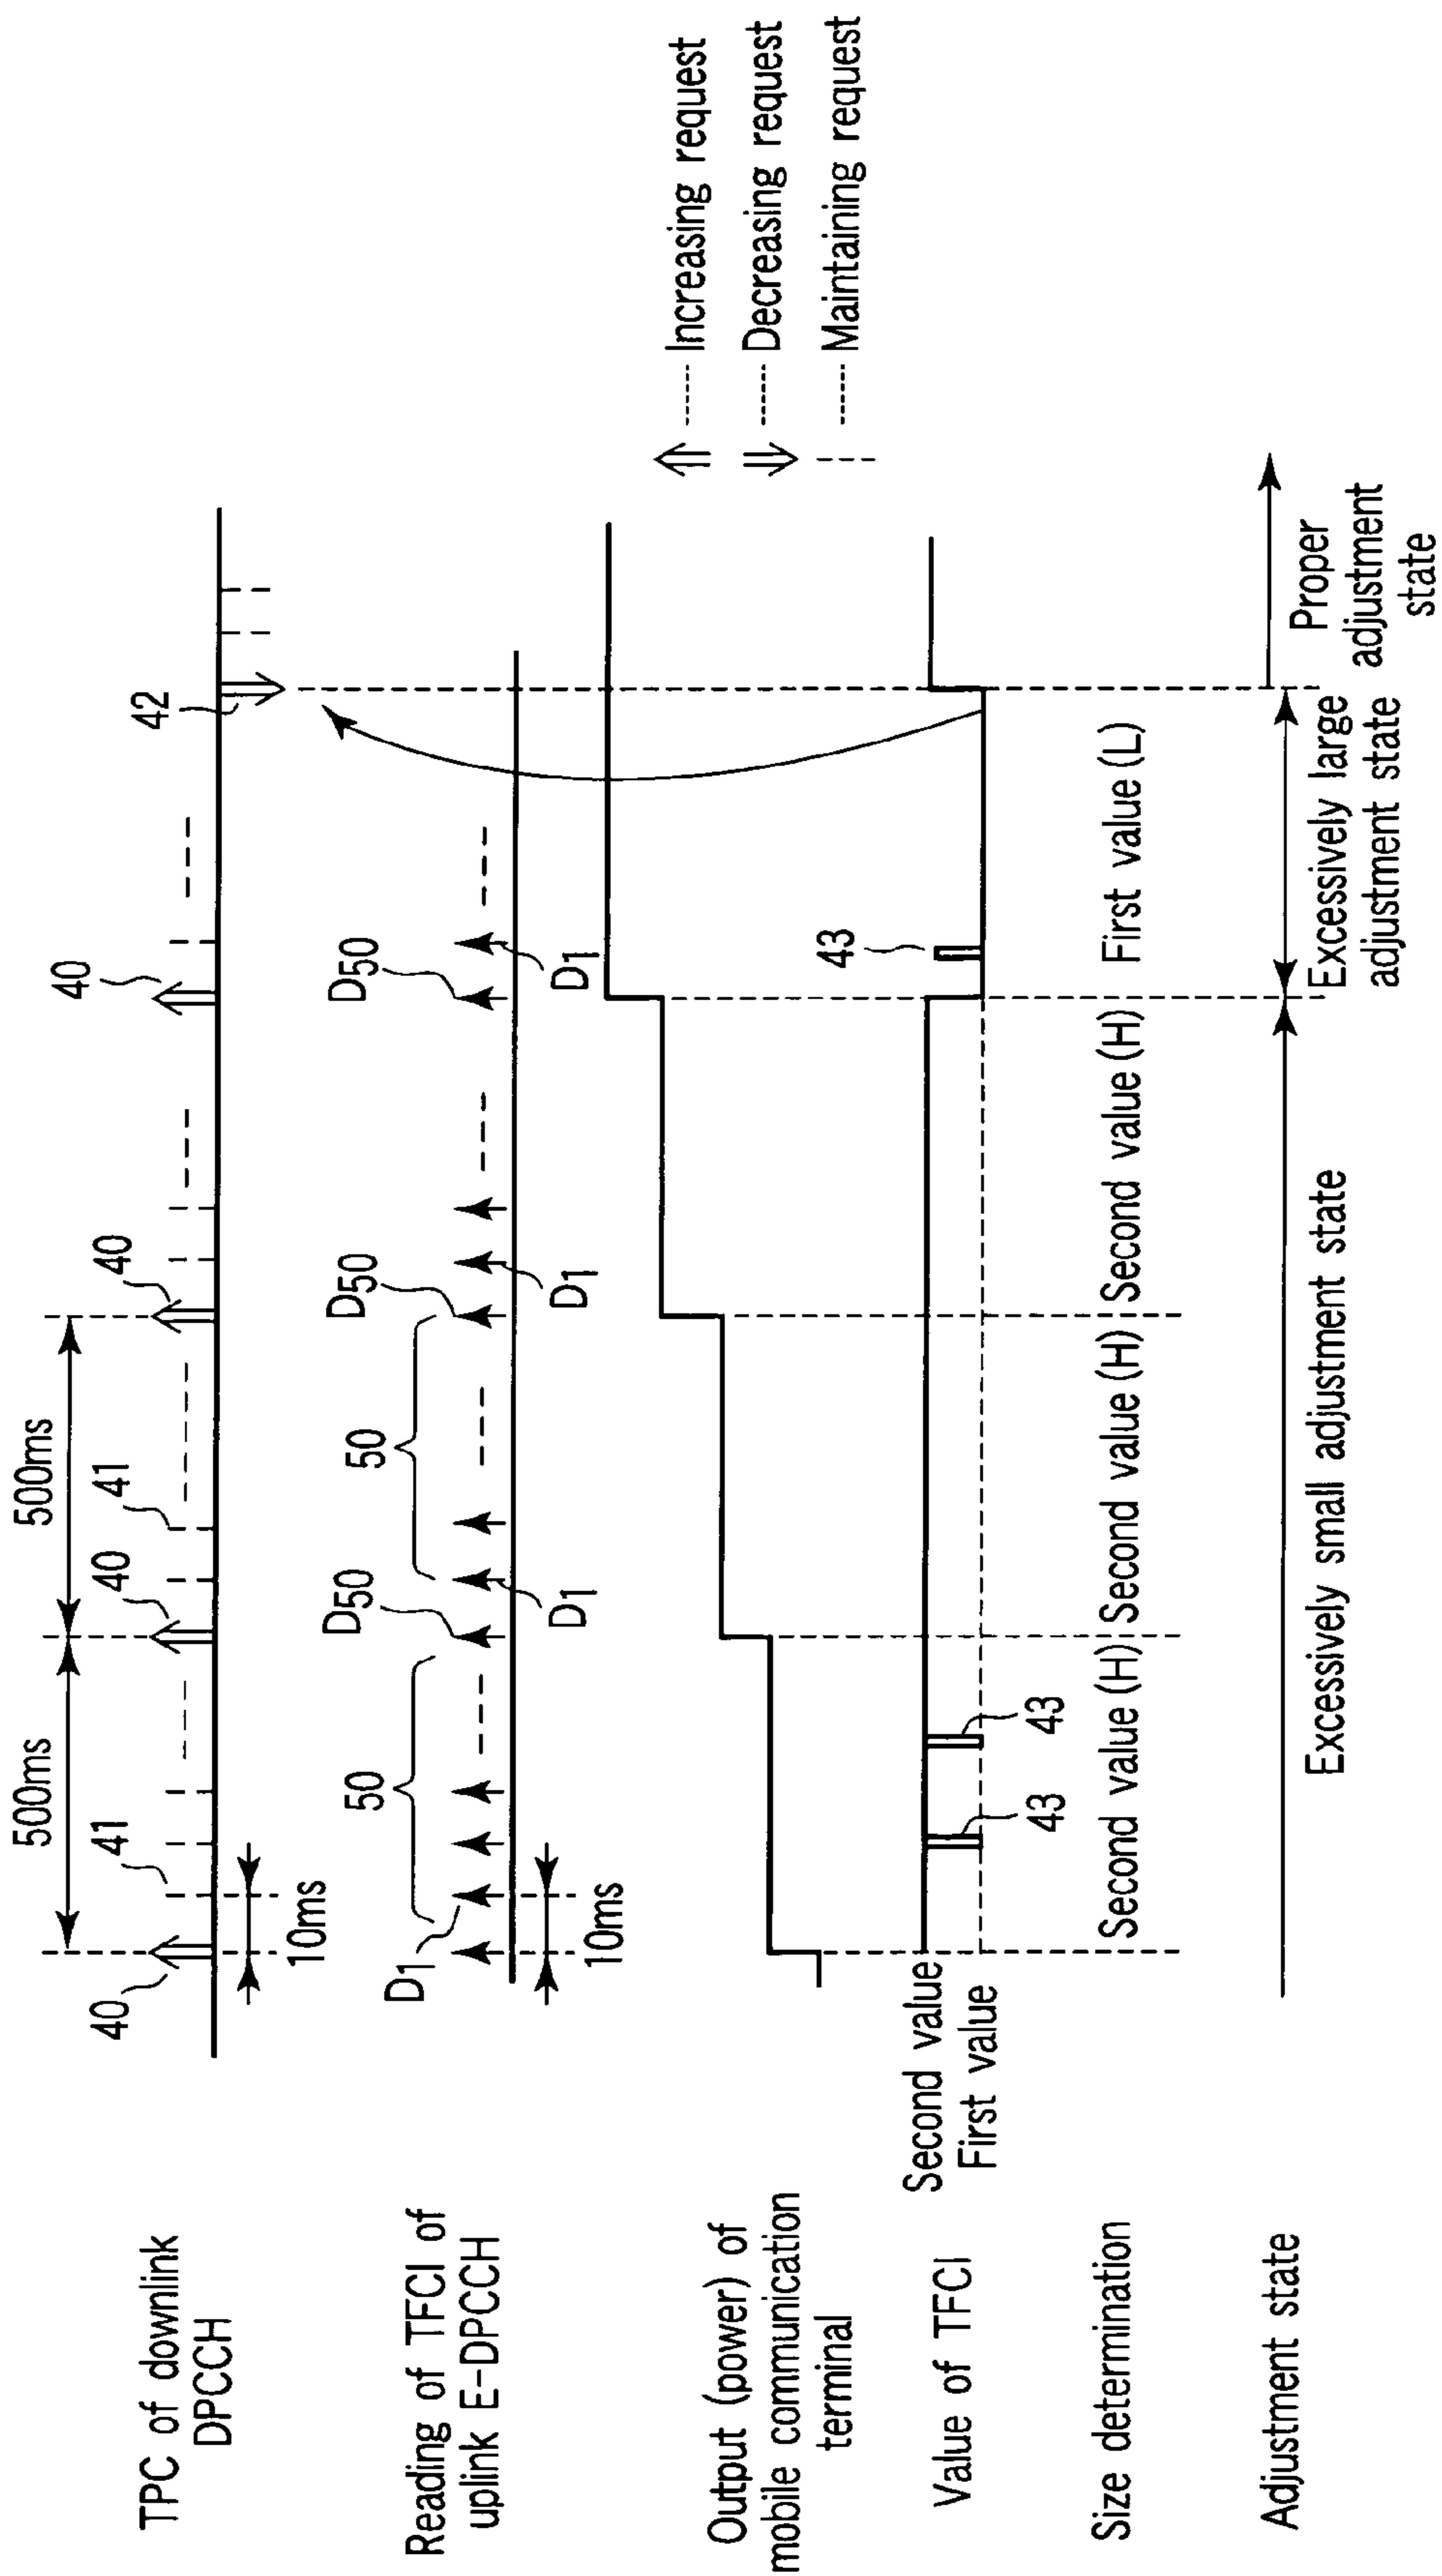 500ms
500ms
40
41
40
41
40
40
42
10ms
TPC of downlink
DPCCH
D1
50
D50
D1
50
D50
D1
D50
D1
10ms
Reading of TFCI of
uplink E-DPCCH
Increasing request
Decreasing request
Maintaining request
Output (power) of
mobile communication
terminal
Second value
First value
43
43
43
Value of TFCI
Size determination
Second value (H)
Second value (H)
Second value (H)
First value (L)
Adjustment state
Excessively small adjustment state
Excessively large
adjustment state
Proper
adjustment
state